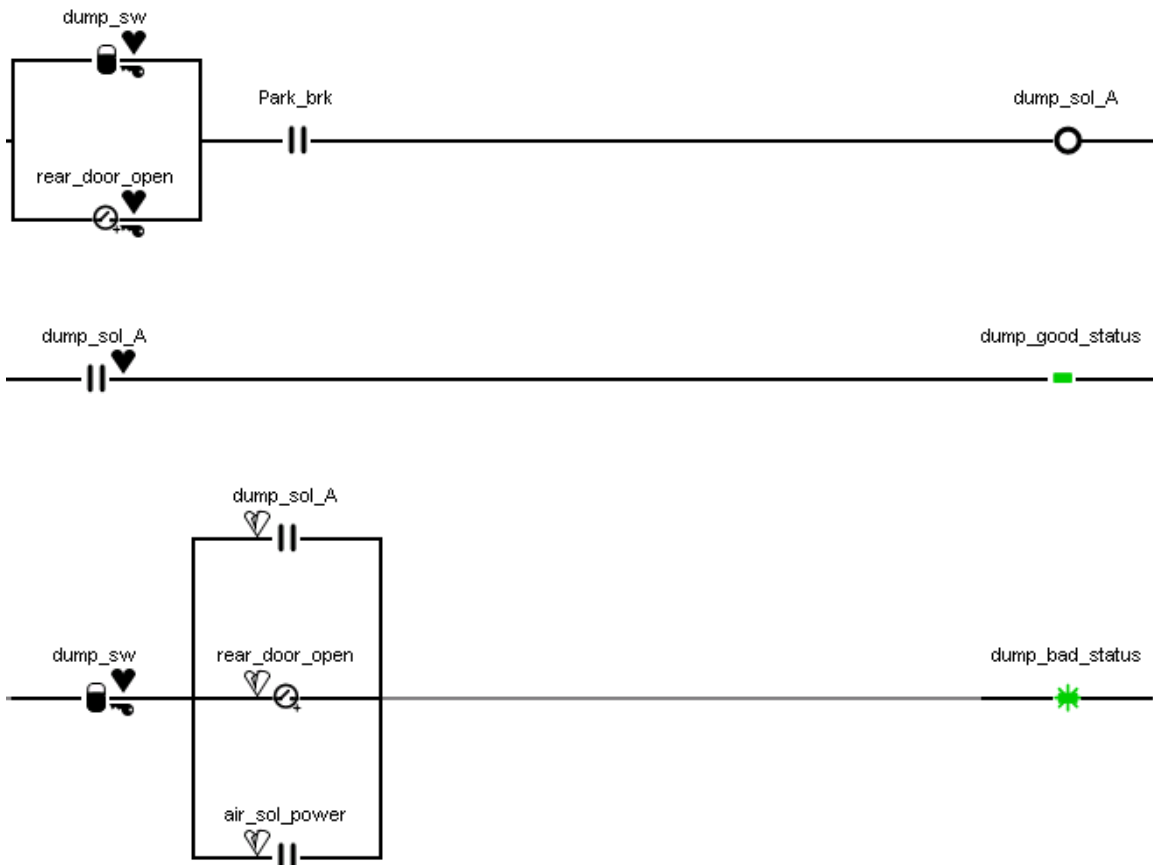 dump_sw
Park_brk
dump_sol_A
rear_door_open
dump_sol_A
dump_good_status
dump_sol_A
dump_sw
rear_door_open
dump_bad_status
air_sol_power